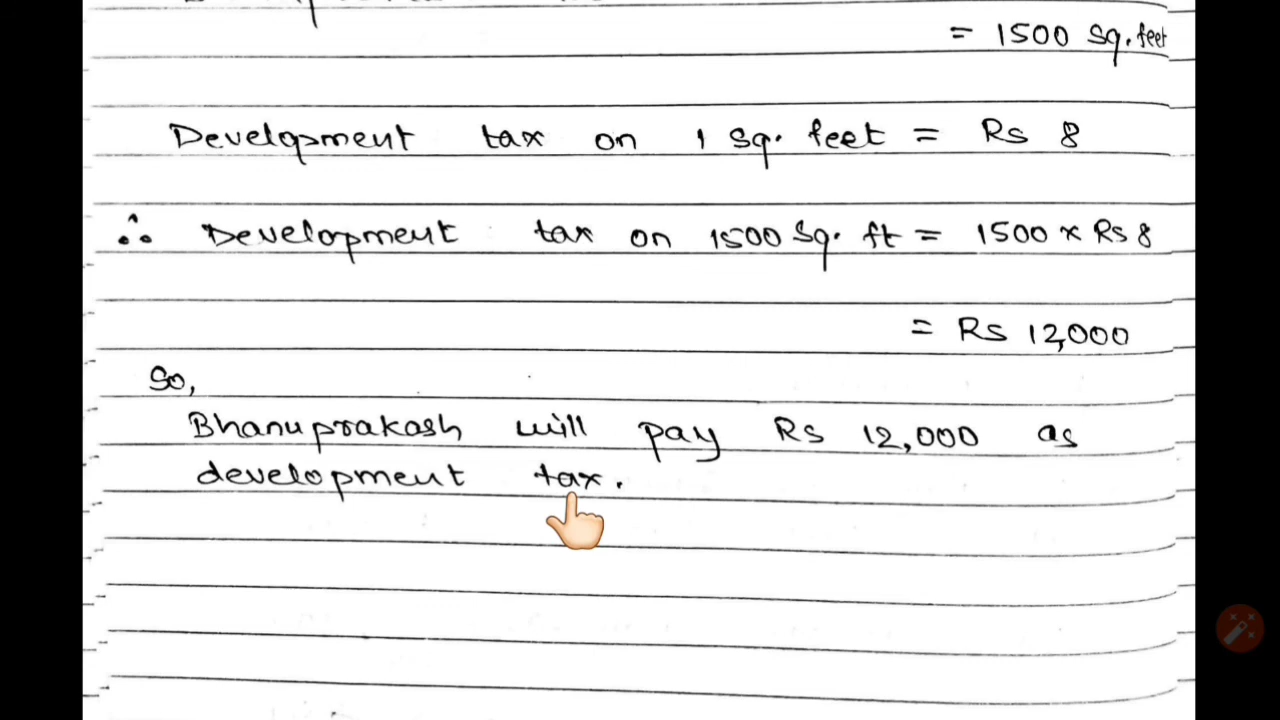 = 1500 sq. feet
Development tax on 1 sq. feet = Rs 8
∴ Development tax on 1500 sq. ft = 1500 x Rs 8
= Rs 12,000
So,
Bhanuprakash will pay Rs 12,000 as
development tax.